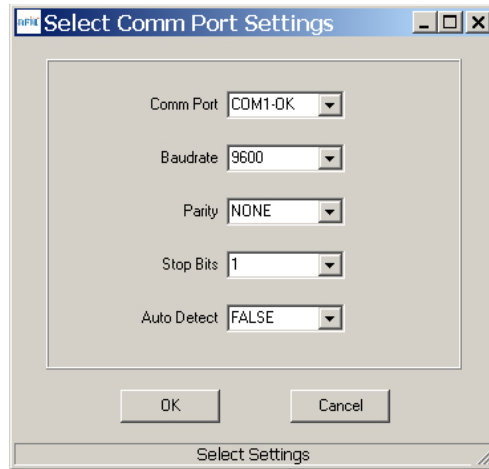 Select Comm Port Settings
Comm Port COM1-OK
Baudrate 9600
Parity NONE
Stop Bits 1
Auto Detect FALSE
OK Cancel
Select Settings